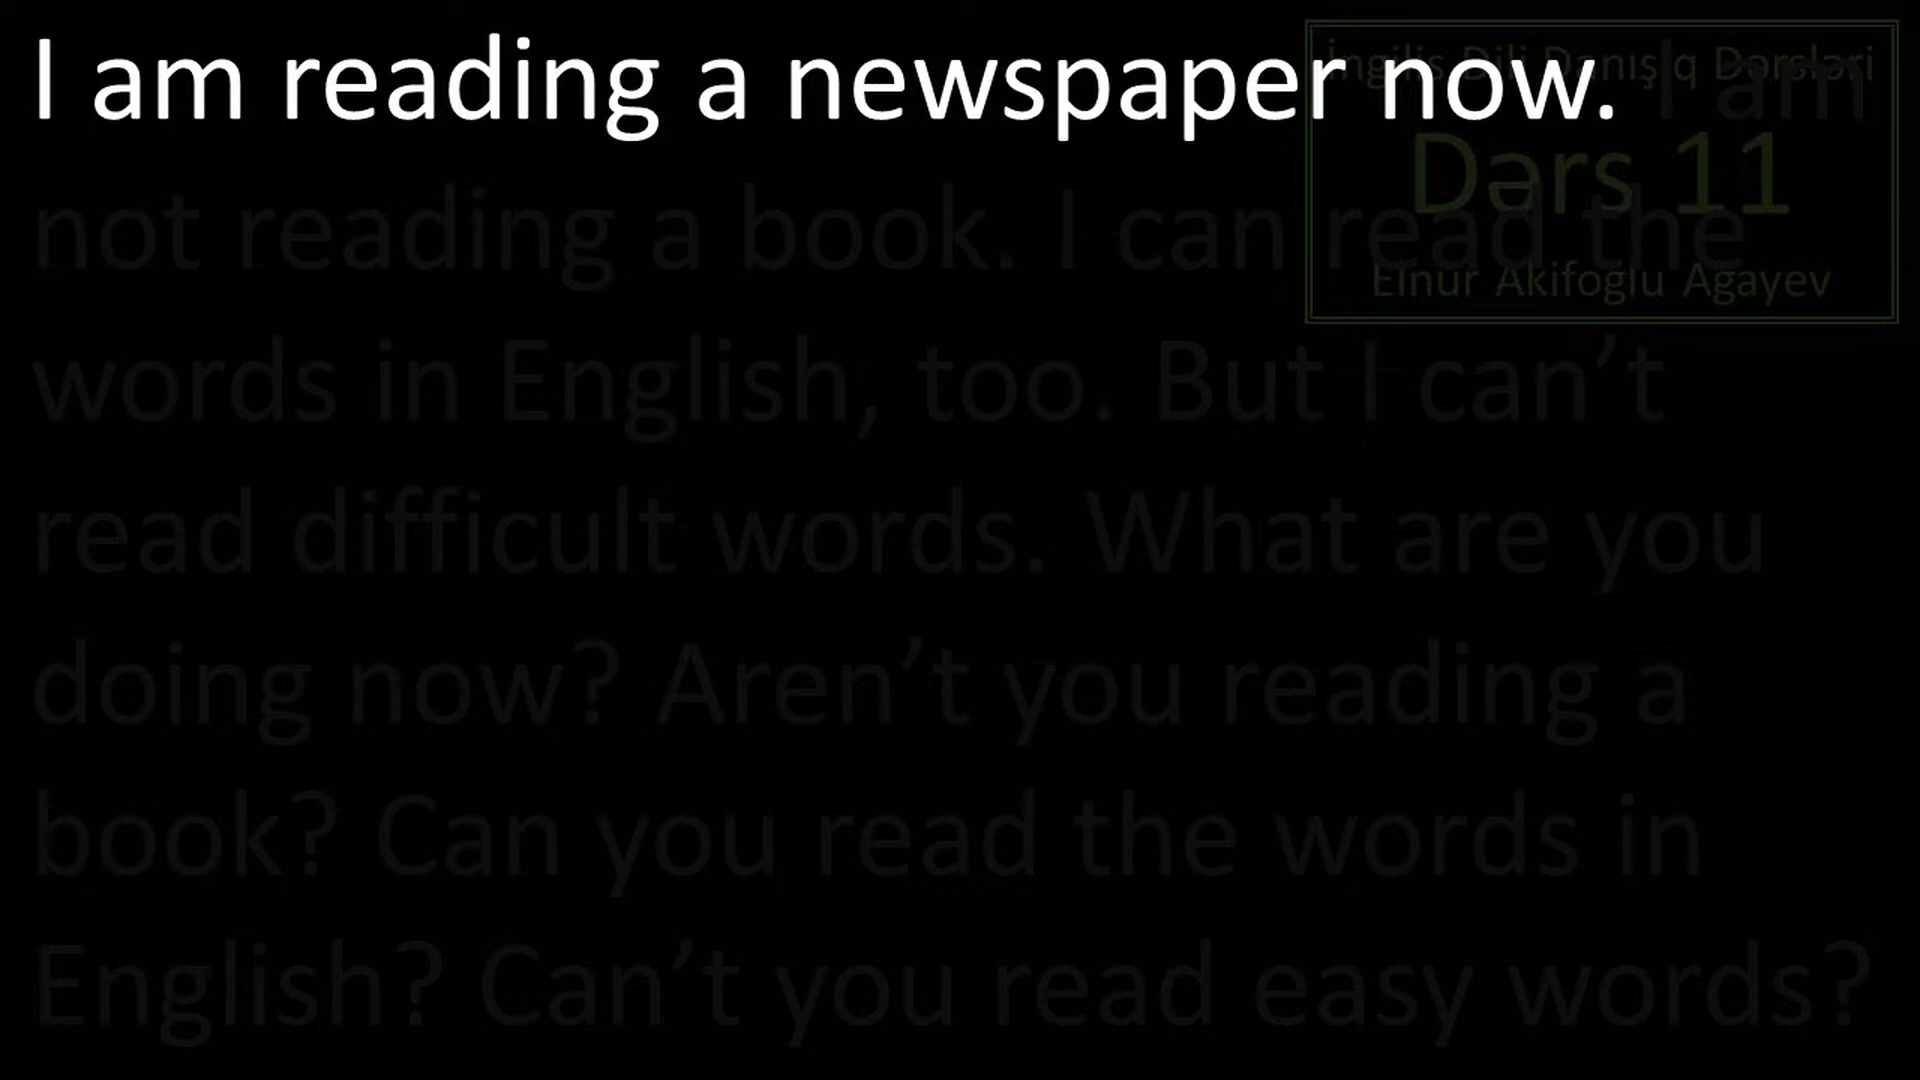 I am reading a newspaper now. I am
not reading a book. I can read the
words in English, too. But I can’t
read difficult words. What are you
doing now? Aren’t you reading a
book? Can you read the words in
English? Can’t you read easy words?
İngilis Dili Danışıq Dərsləri
Dərs 11
Elnur Akifoglu Agayev